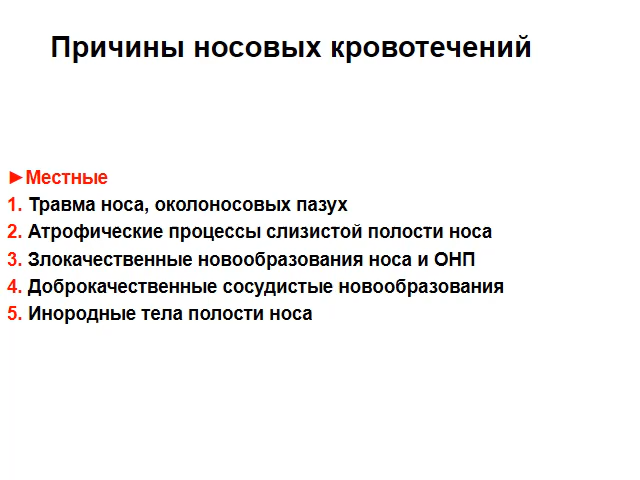 Причины носовых кровотечений
►Местные
1. Травма носа, околоносовых пазух
2. Атрофические процессы слизистой полости носа
3. Злокачественные новообразования носа и ОНП
4. Доброкачественные сосудистые новообразования
5. Инородные тела полости носа